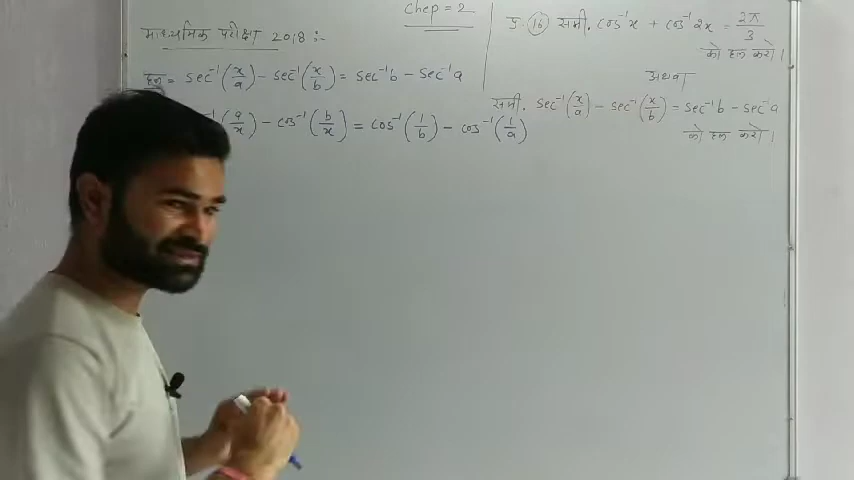 Chep = 2
माध्यमिक परीक्षा 2018 :-
हल = sec⁻¹(x/a) - sec⁻¹(x/b) = sec⁻¹b - sec⁻¹a
⁻¹(a/x) - cos⁻¹(b/x) = cos⁻¹(1/b) - cos⁻¹(1/a)
प्र. 16 समी. cos⁻¹x + cos⁻¹2x = 2π/3
को हल करो।
अथवा
समी. sec⁻¹(x/a) - sec⁻¹(x/b) = sec⁻¹b - sec⁻¹a
को हल करो।